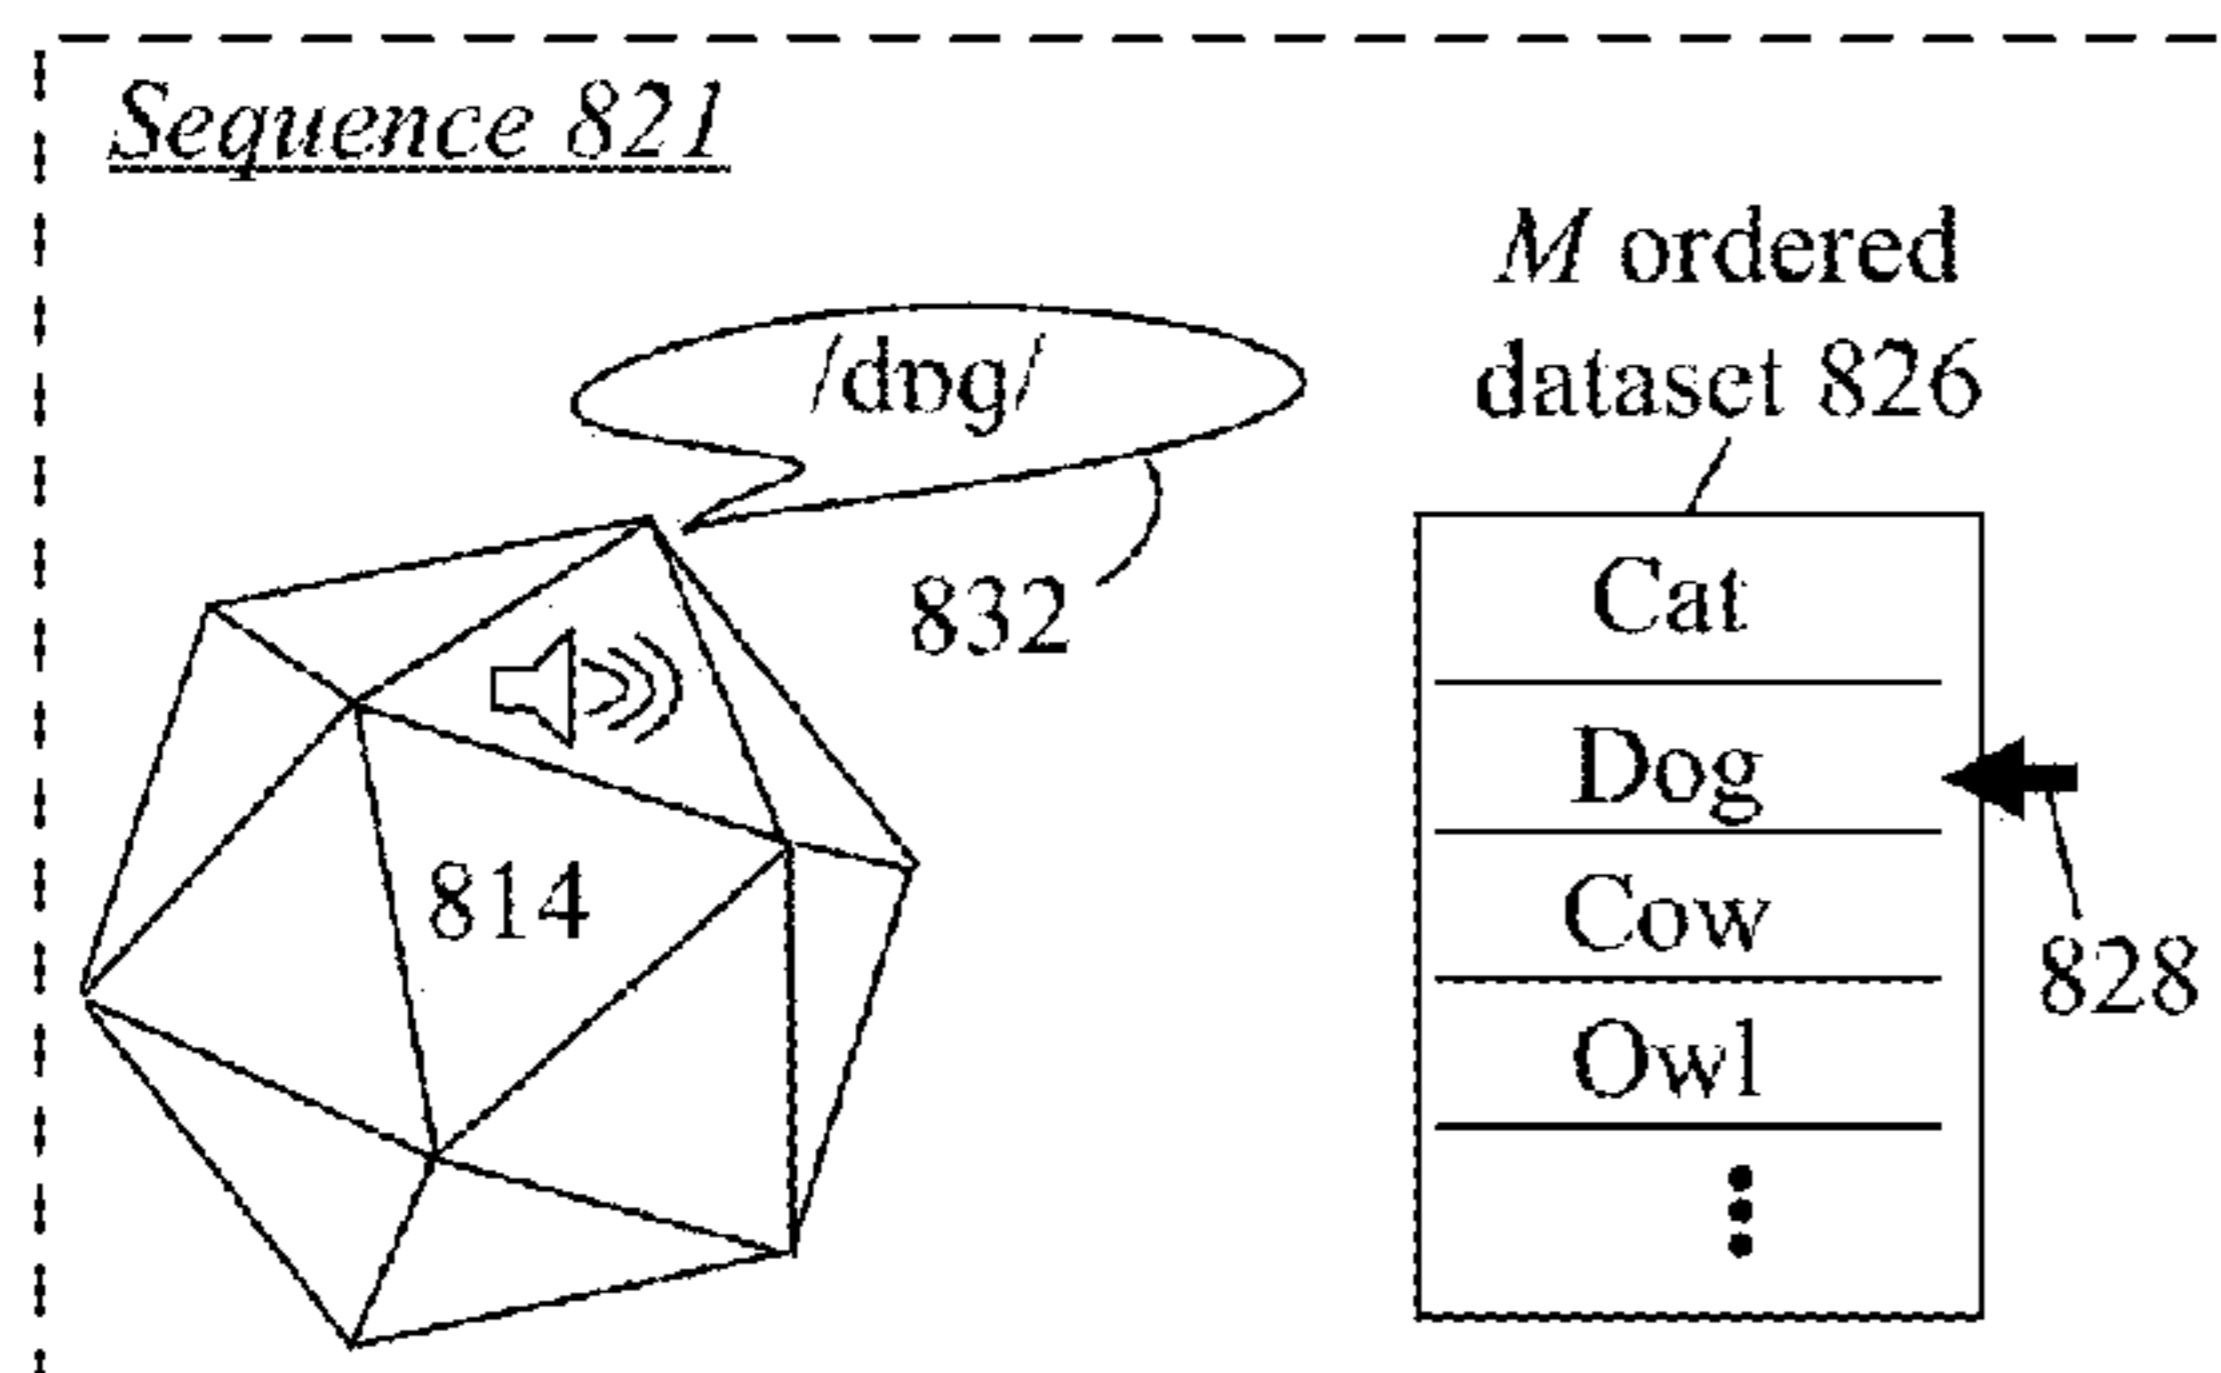 Sequence 821
M ordered
dataset 826
/dɒg/
832
Cat
Dog
814
Cow
828
Owl